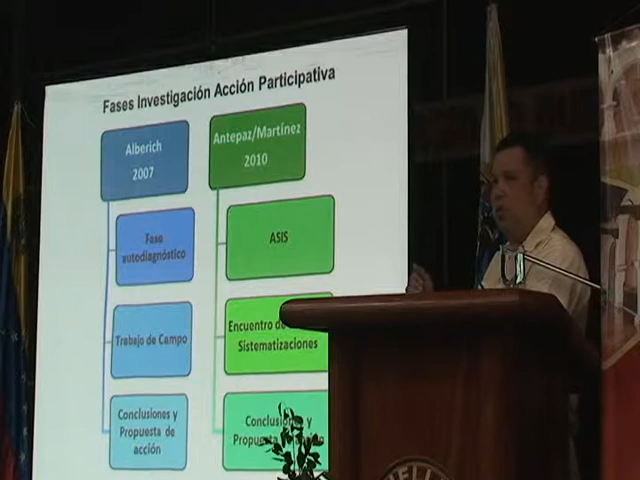 Fases Investigación Acción Participativa
Alberich
2007
Antepaz/Martínez
2010
Fase
autodiagnóstico
ASIS
Trabajo de Campo
Encuentro de
Sistematizaciones
Conclusiones y
Propuesta de
acción
Conclusiones y